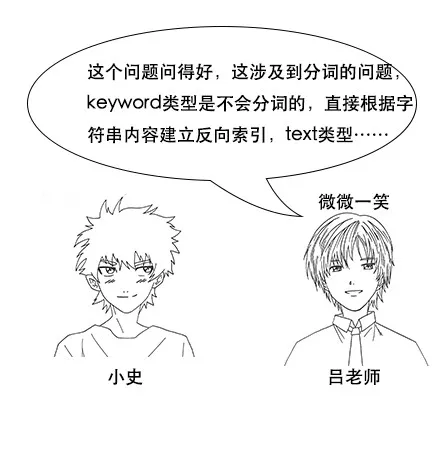 这个问题问得好，这涉及到分词的问题，
keyword类型是不会分词的，直接根据字
符串内容建立反向索引，text类型……
微微一笑
小史
吕老师